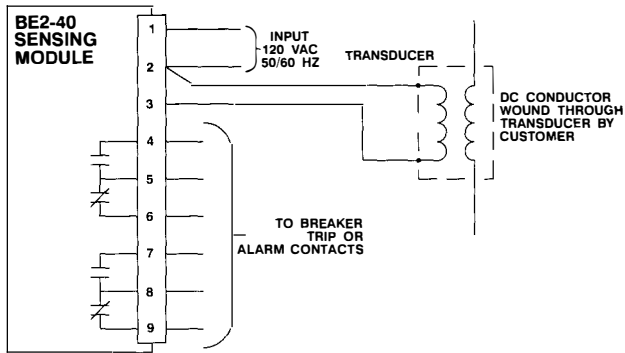 BE2-40
SENSING
MODULE
1
2
3
4
5
6
7
8
9
INPUT
120 VAC
50/60 HZ
TRANSDUCER
DC CONDUCTOR
WOUND THROUGH
TRANSDUCER BY
CUSTOMER
TO BREAKER
TRIP OR
ALARM CONTACTS